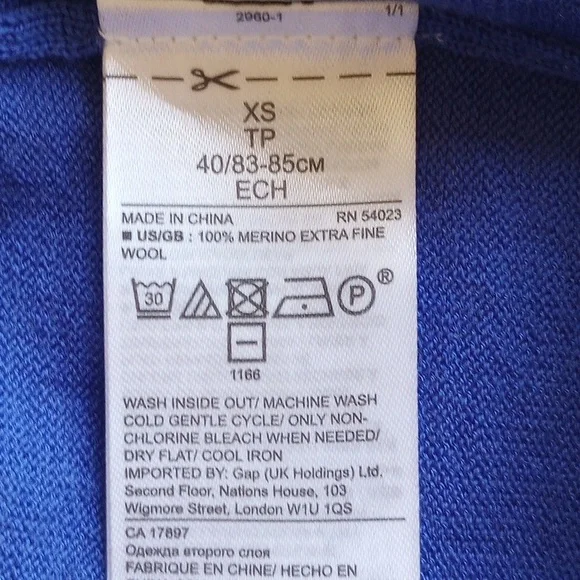 2960-1 1/1
XS
TP
40/83-85CM
ECH
MADE IN CHINA RN 54023
■ US/GB : 100% MERINO EXTRA FINE
WOOL
30 P ®
1166
WASH INSIDE OUT/ MACHINE WASH
COLD GENTLE CYCLE/ ONLY NON-
CHLORINE BLEACH WHEN NEEDED/
DRY FLAT/ COOL IRON
IMPORTED BY: Gap (UK Holdings) Ltd.
Second Floor, Nations House, 103
Wigmore Street, London W1U 1QS
CA 17897
Одежда второго слоя
FABRIQUE EN CHINE/ HECHO EN